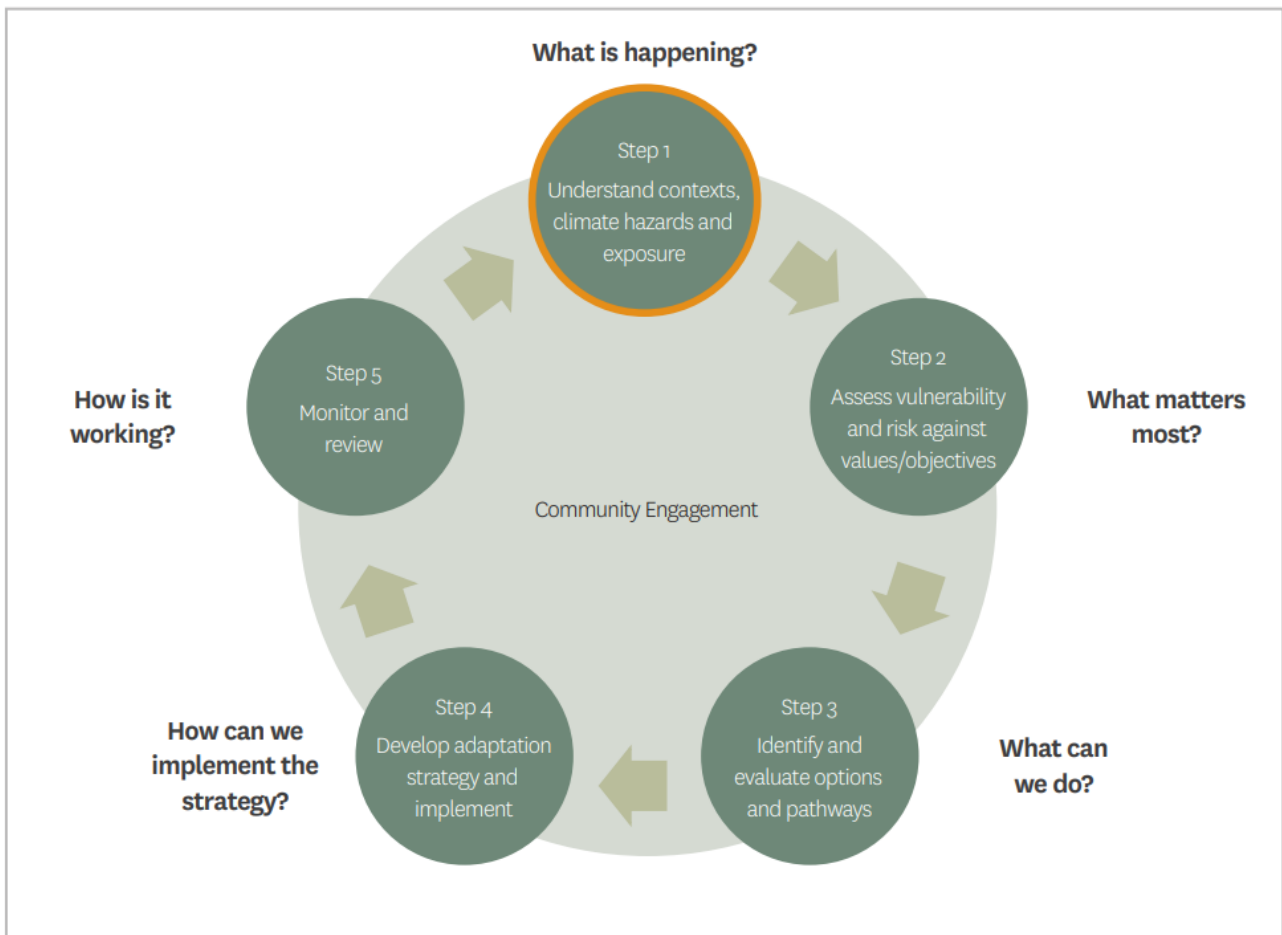 What is happening?
Step 1
Understand contexts,
climate hazards and
exposure
Step 2
Assess vulnerability
and risk against
values/objectives
What matters
most?
Step 3
Identify and
evaluate options
and pathways
What can
we do?
Step 4
Develop adaptation
strategy and
implement
How can we
implement the
strategy?
Step 5
Monitor and
review
How is it
working?
Community Engagement